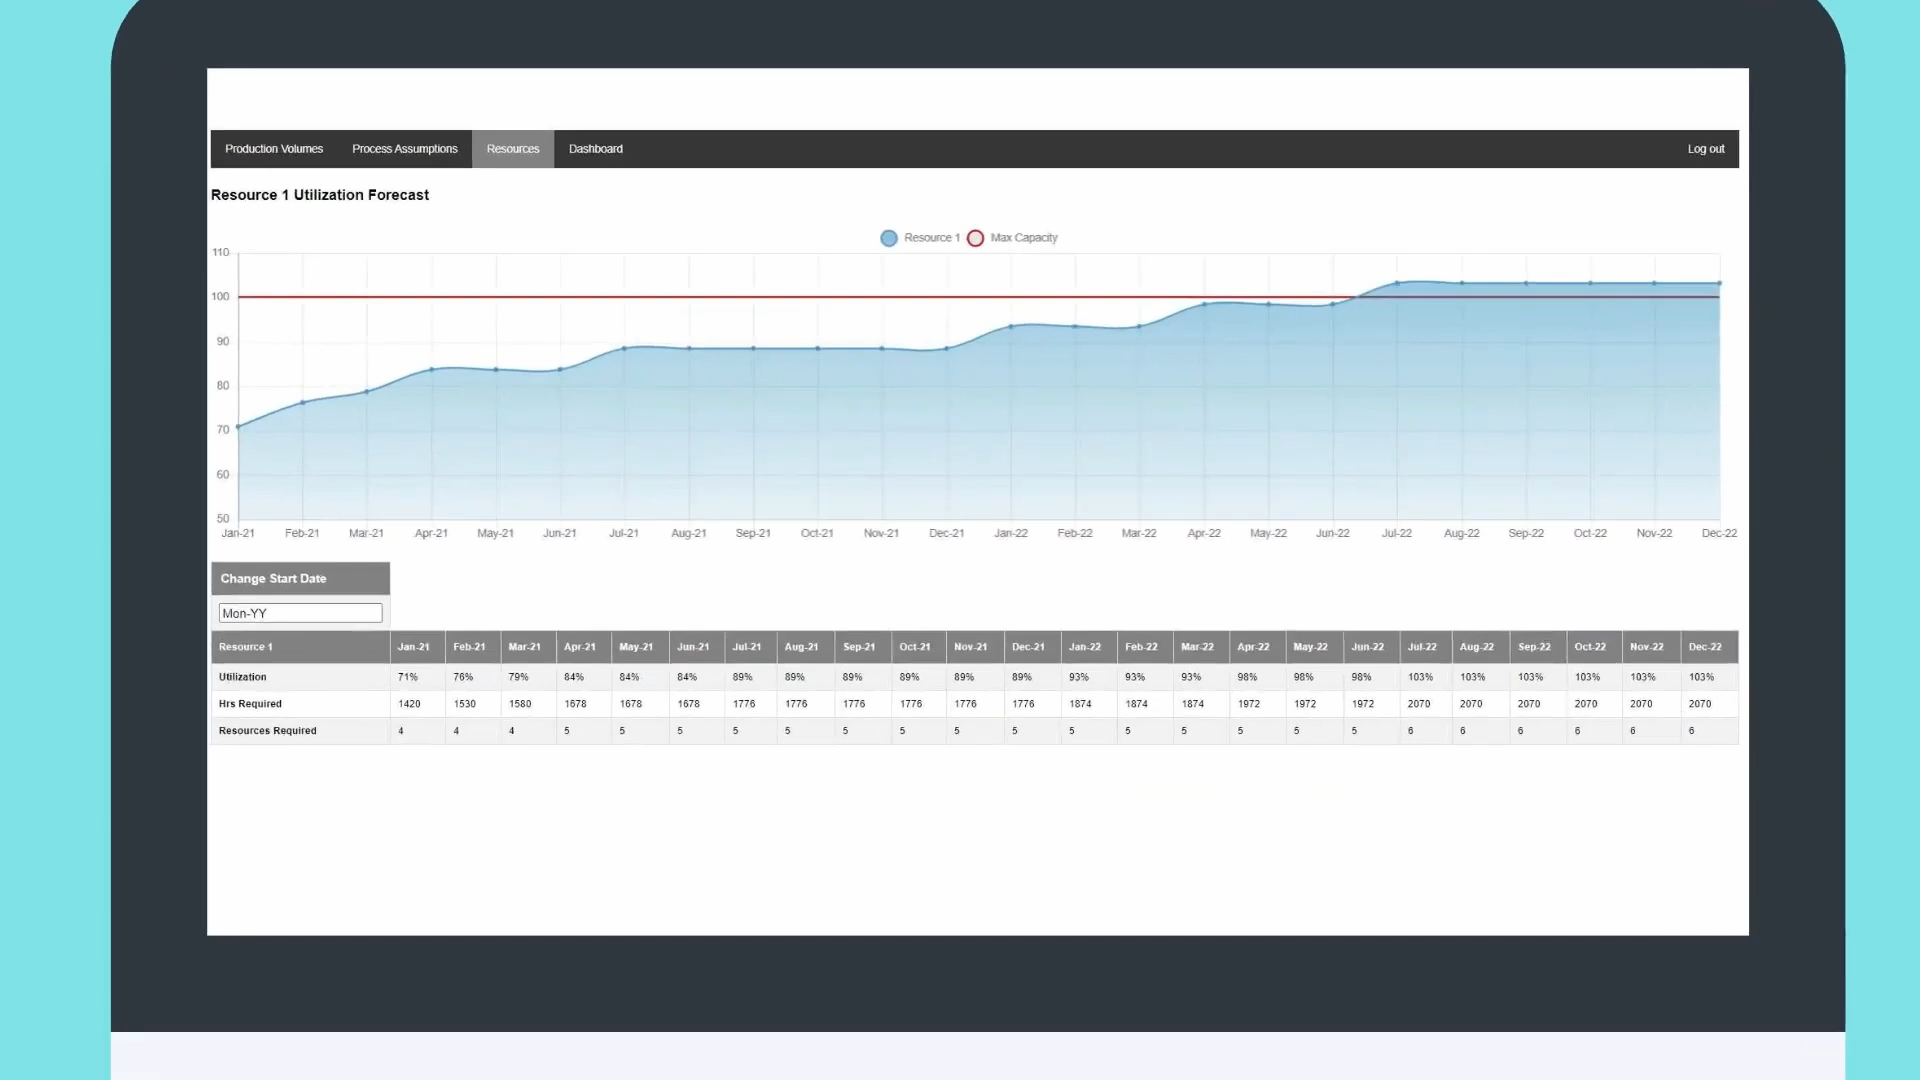 Production Volumes Process Assumptions Resources Dashboard Log out
Resource 1 Utilization Forecast
Resource 1 Max Capacity
110
100
90
80
70
60
50
Jan-21 Feb-21 Mar-21 Apr-21 May-21 Jun-21 Jul-21 Aug-21 Sep-21 Oct-21 Nov-21 Dec-21 Jan-22 Feb-22 Mar-22 Apr-22 May-22 Jun-22 Jul-22 Aug-22 Sep-22 Oct-22 Nov-22 Dec-22
Change Start Date
Mon-YY
Resource 1 Jan-21 Feb-21 Mar-21 Apr-21 May-21 Jun-21 Jul-21 Aug-21 Sep-21 Oct-21 Nov-21 Dec-21 Jan-22 Feb-22 Mar-22 Apr-22 May-22 Jun-22 Jul-22 Aug-22 Sep-22 Oct-22 Nov-22 Dec-22
Utilization 71% 76% 79% 84% 84% 84% 89% 89% 89% 89% 89% 89% 93% 93% 93% 98% 98% 98% 103% 103% 103% 103% 103% 103%
Hrs Required 1420 1530 1580 1678 1678 1678 1776 1776 1776 1776 1776 1776 1874 1874 1874 1972 1972 1972 2070 2070 2070 2070 2070 2070
Resources Required 4 4 4 5 5 5 5 5 5 5 5 5 5 5 5 5 5 5 6 6 6 6 6 6